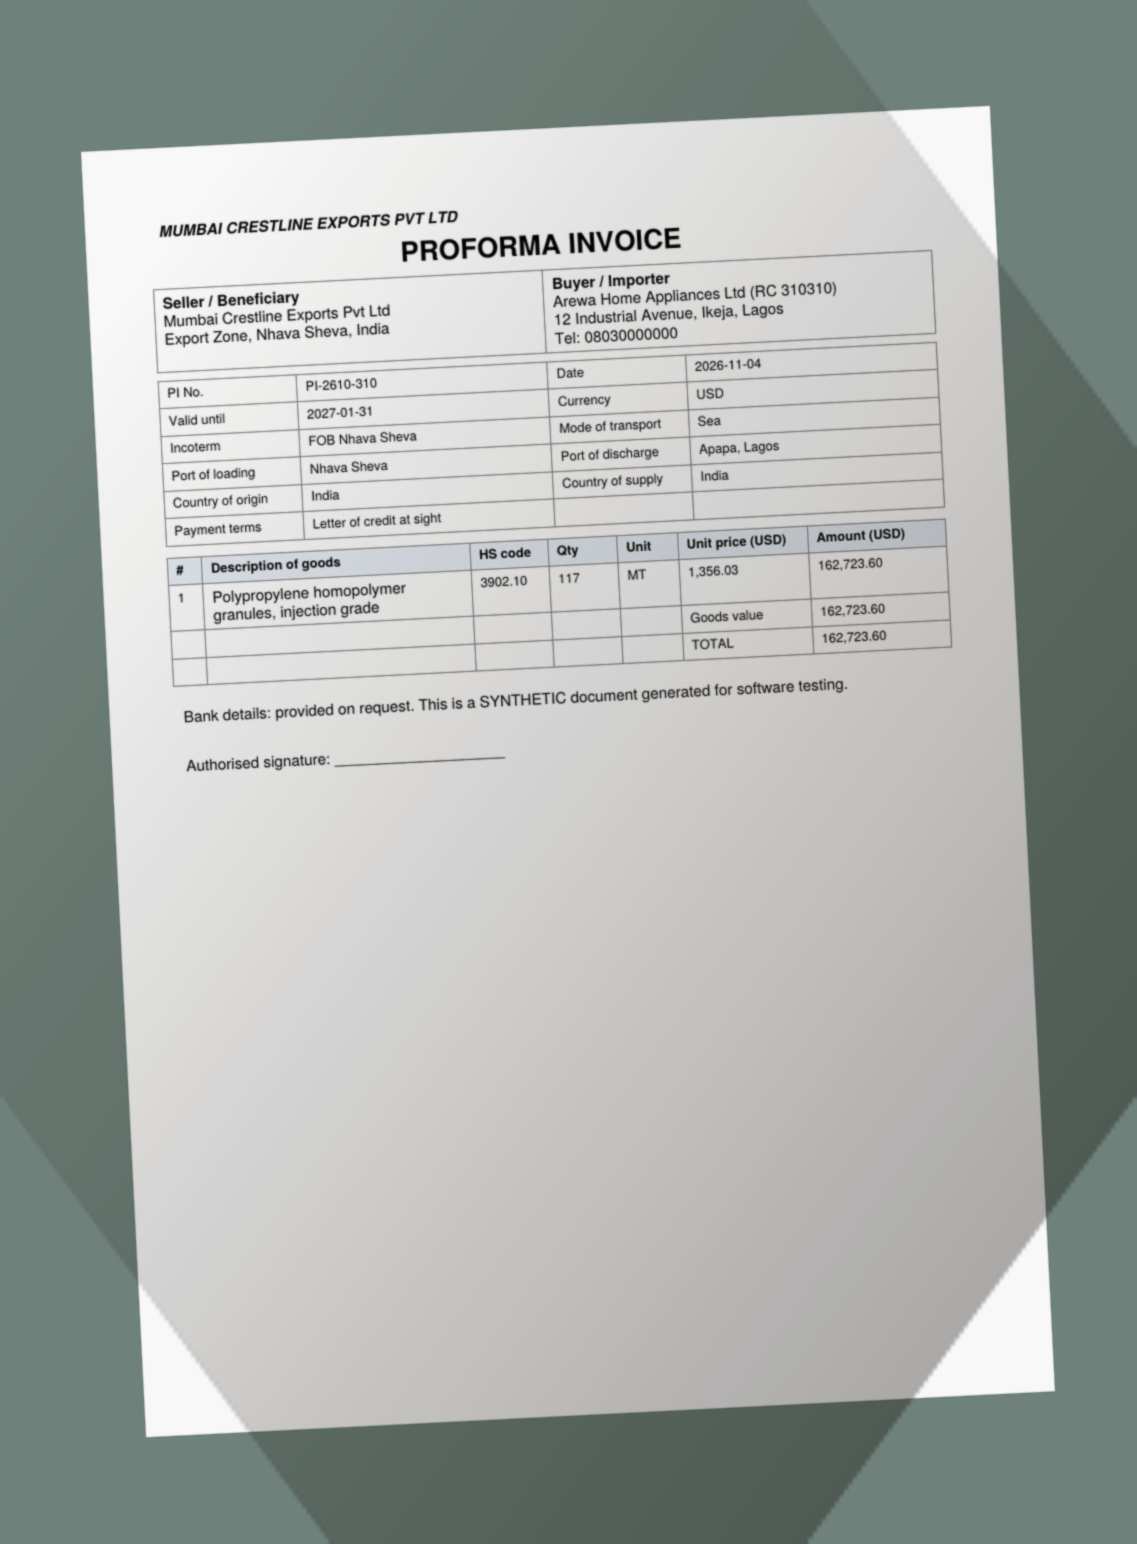 MUMBAI CRESTLINE EXPORTS PVT LTD
PROFORMA INVOICE
Seller / Beneficiary
Mumbai Crestline Exports Pvt Ltd
Export Zone, Nhava Sheva, India
Buyer / Importer
Arewa Home Appliances Ltd (RC 310310)
12 Industrial Avenue, Ikeja, Lagos
Tel: 08030000000
PI No. PI-2610-310 Date 2026-11-04
Valid until 2027-01-31 Currency USD
Incoterm FOB Nhava Sheva Mode of transport Sea
Port of loading Nhava Sheva Port of discharge Apapa, Lagos
Country of origin India Country of supply India
Payment terms Letter of credit at sight
# Description of goods HS code Qty Unit Unit price (USD) Amount (USD)
1 Polypropylene homopolymer 3902.10 117 MT 1,356.03 162,723.60
granules, injection grade
Goods value 162,723.60
TOTAL 162,723.60
Bank details: provided on request. This is a SYNTHETIC document generated for software testing.
Authorised signature: ____________________